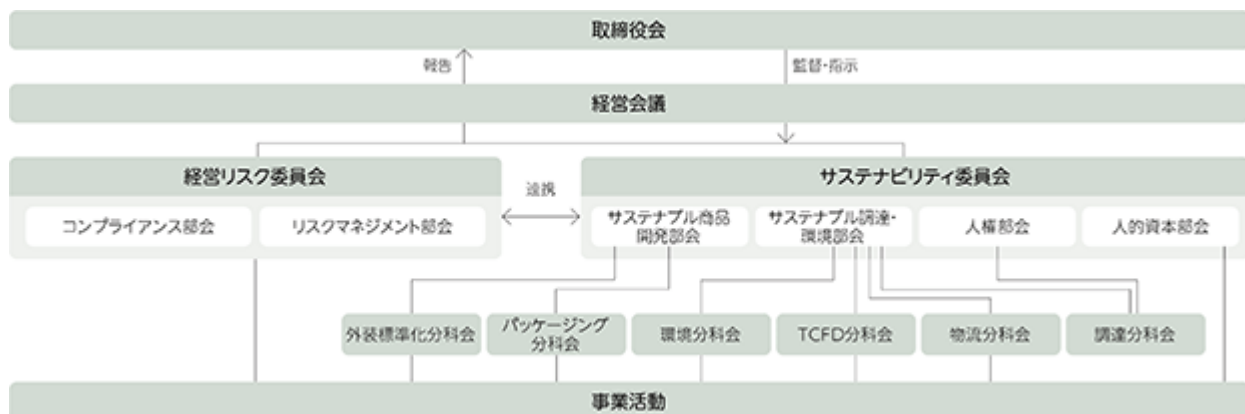 取締役会
報告
監督・指示
経営会議
経営リスク委員会
連携
サステナビリティ委員会
コンプライアンス部会
リスクマネジメント部会
サステナブル商品
開発部会
サステナブル調達・
環境部会
人権部会
人的資本部会
外装標準化分科会
パッケージング
分科会
環境分科会
TCFD分科会
物流分科会
調達分科会
事業活動